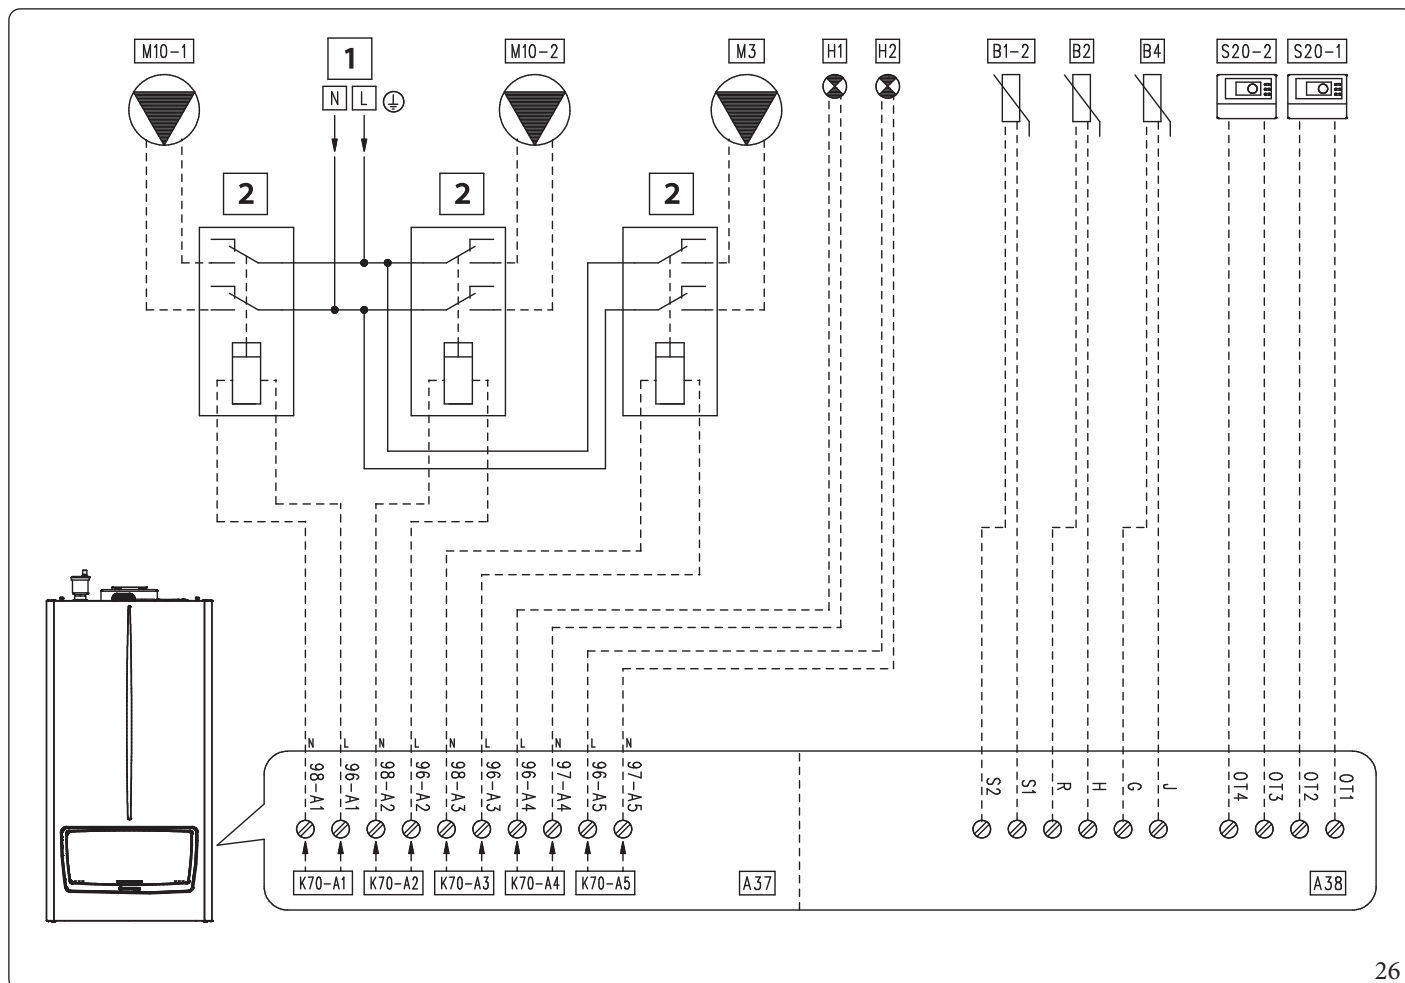 M10-1
1
M10-2
M3
H1
H2
B1-2
B2
B4
S20-2
S20-1
N
L
2
2
2
N
L
N
L
N
L
L
N
L
N
98-A1
96-A1
98-A2
96-A2
98-A3
96-A3
96-A4
97-A4
96-A5
97-A5
S2
S1
R
H
G
J
OT4
OT3
OT2
OT1
K70-A1
K70-A2
K70-A3
K70-A4
K70-A5
A37
A38
26